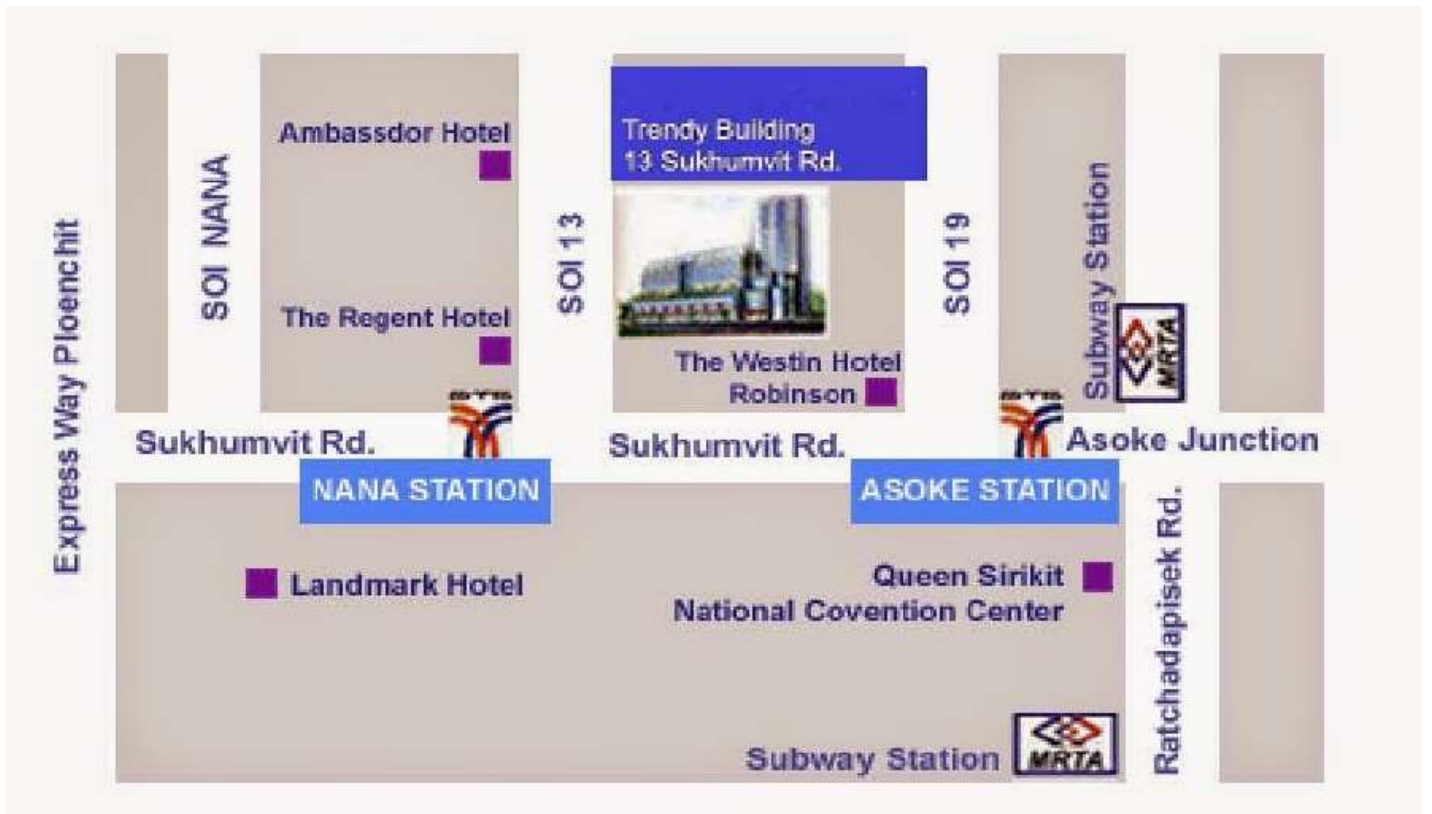 Ambassdor Hotel
Trendy Building
13 Sukhumvit Rd.
Express Way Ploenchit
SOI NANA
SOI 13
SOI 19
Subway Station
MRTA
The Regent Hotel
The Westin Hotel
Robinson
BTS
BTS
Sukhumvit Rd.
Sukhumvit Rd.
Asoke Junction
NANA STATION
ASOKE STATION
Ratchadapisek Rd.
Landmark Hotel
Queen Sirikit
National Covention Center
Subway Station
MRTA